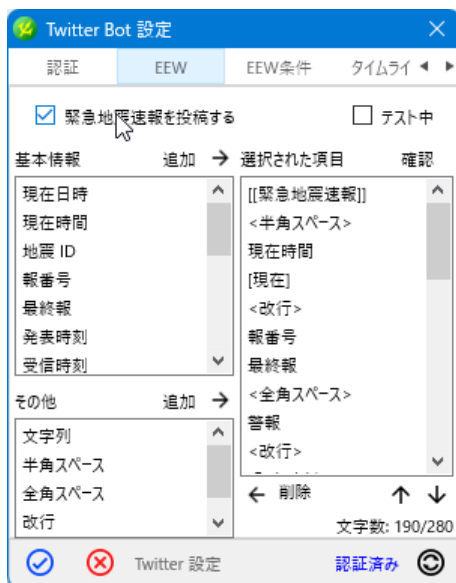 Twitter Bot 設定
認証 EEW EEW条件 タイムライ
緊急地震速報を投稿する テスト中
基本情報 追加 → 選択された項目 確認
現在日時
現在時間
地震 ID
報番号
最終報
発表時刻
受信時刻
[[緊急地震速報]]
<半角スペース>
現在時間
[現在]
<改行>
報番号
最終報
<全角スペース>
警報
<改行>
その他 追加 →
文字列
半角スペース
全角スペース
改行
← 削除 ↑ ↓
文字数: 190/280
Twitter 設定 認証済み